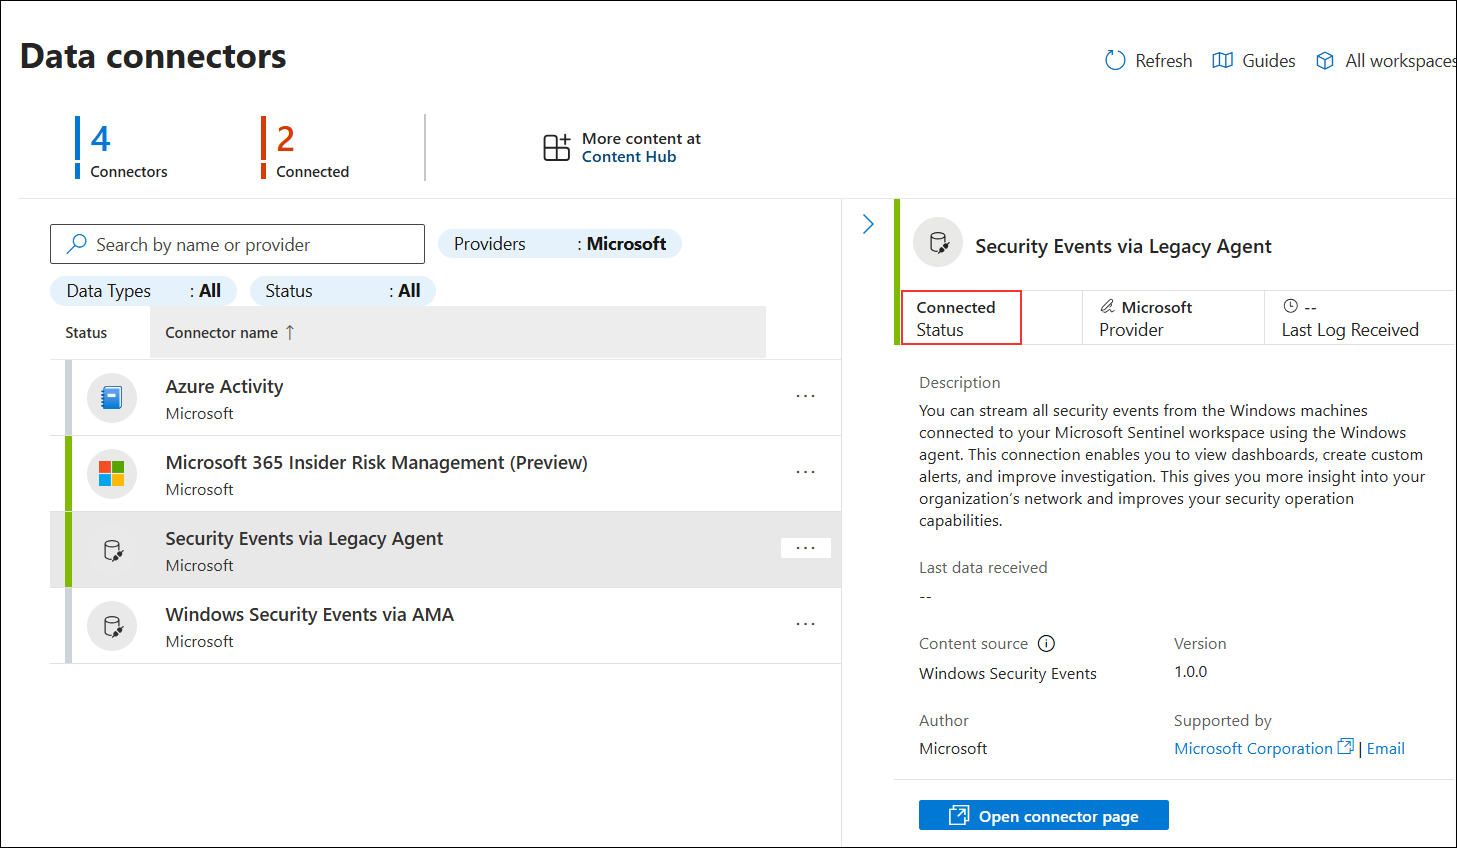 Data connectors
Refresh
Guides
All workspaces
4
Connectors
2
Connected
More content at
Content Hub
Search by name or provider
Providers : Microsoft
Data Types : All
Status : All
Status
Connector name ↑
Azure Activity
Microsoft
...
Microsoft 365 Insider Risk Management (Preview)
Microsoft
...
Security Events via Legacy Agent
Microsoft
...
Windows Security Events via AMA
Microsoft
...
Security Events via Legacy Agent
Connected
Status
Microsoft
Provider
--
Last Log Received
Description
You can stream all security events from the Windows machines
connected to your Microsoft Sentinel workspace using the Windows
agent. This connection enables you to view dashboards, create custom
alerts, and improve investigation. This gives you more insight into your
organization’s network and improves your security operation
capabilities.
Last data received
--
Content source
Windows Security Events
Version
1.0.0
Author
Microsoft
Supported by
Microsoft Corporation | Email
Open connector page